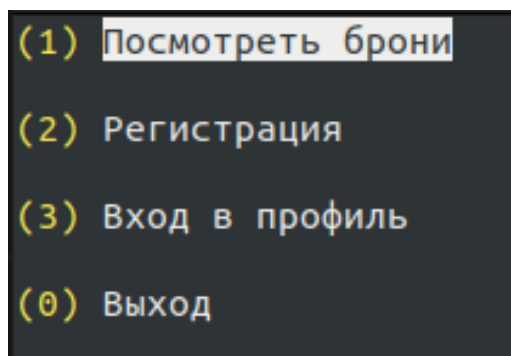 (1) Посмотреть брони
(2) Регистрация
(3) Вход в профиль
(0) Выход